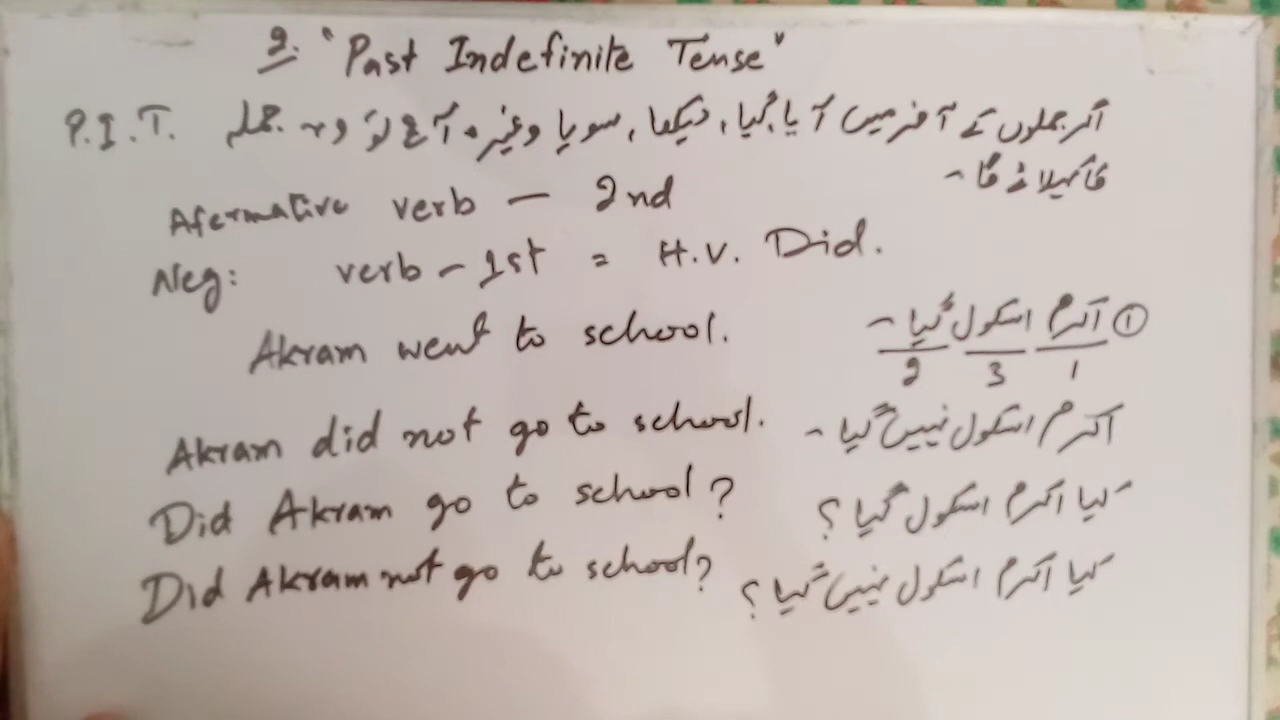 2. "Past Indefinite Tense"
P.I.T. اگر جملوں کے آخر میں آیا، گیا، دیکھا، سویا وغیرہ آئے تو وہ جملہ
کا کہلائے گا۔
Afermative verb — 2nd
Neg: verb - 1st = H.V. Did.
Akram went to school. ① اکرم اسکول گیا۔
2 3 1
Akram did not go to school. اکرم اسکول نہیں گیا۔
Did Akram go to school? کیا اکرم اسکول گیا؟
Did Akram not go to school? کیا اکرم اسکول نہیں گیا؟